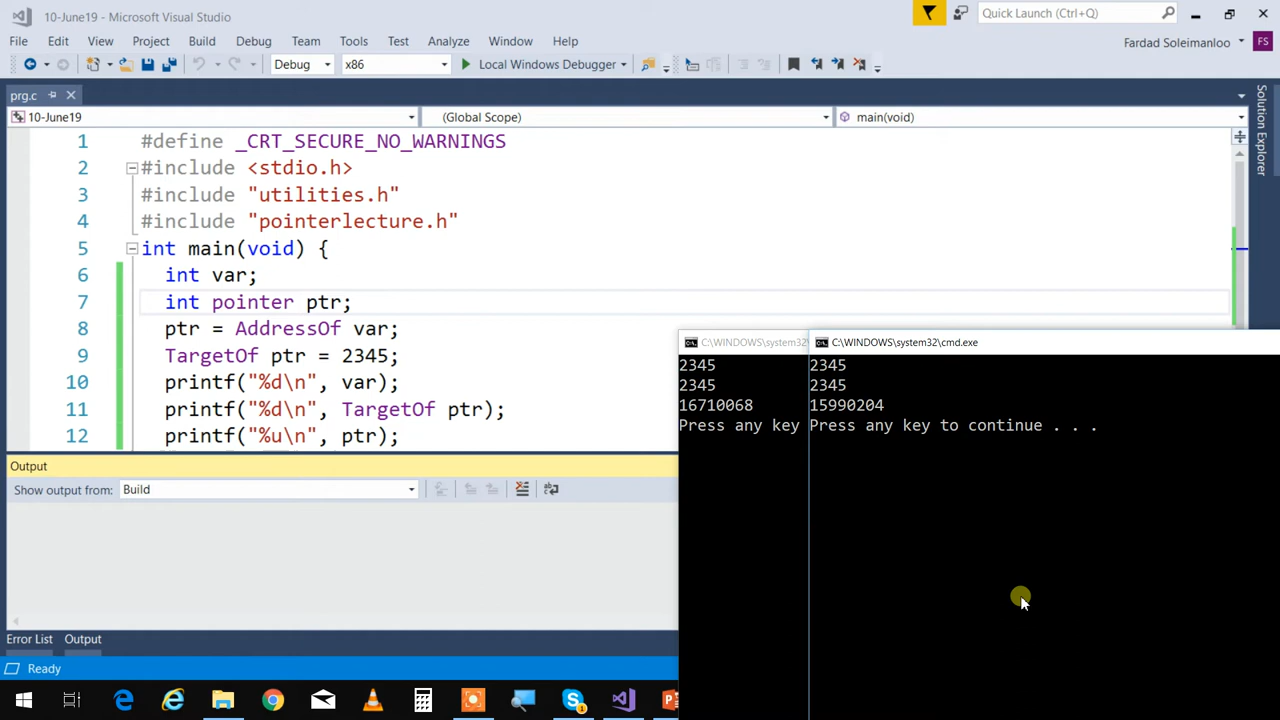 10-June19 - Microsoft Visual Studio
Quick Launch (Ctrl+Q)
File Edit View Project Build Debug Team Tools Test Analyze Window Help
Fardad Soleimanloo FS
Debug x86 Local Windows Debugger
prg.c
10-June19 (Global Scope) main(void)
Solution Explorer
1 #define _CRT_SECURE_NO_WARNINGS
2 #include <stdio.h>
3 #include "utilities.h"
4 #include "pointerlecture.h"
5 int main(void) {
6 int var;
7 int pointer ptr;
8 ptr = AddressOf var;
9 TargetOf ptr = 2345;
10 printf("%d\n", var);
11 printf("%d\n", TargetOf ptr);
12 printf("%u\n", ptr);
C:\WINDOWS\system32\
2345
2345
16710068
Press any key
C:\WINDOWS\system32\cmd.exe
2345
2345
15990204
Press any key to continue . . .
Output
Show output from: Build
Error List Output
Ready